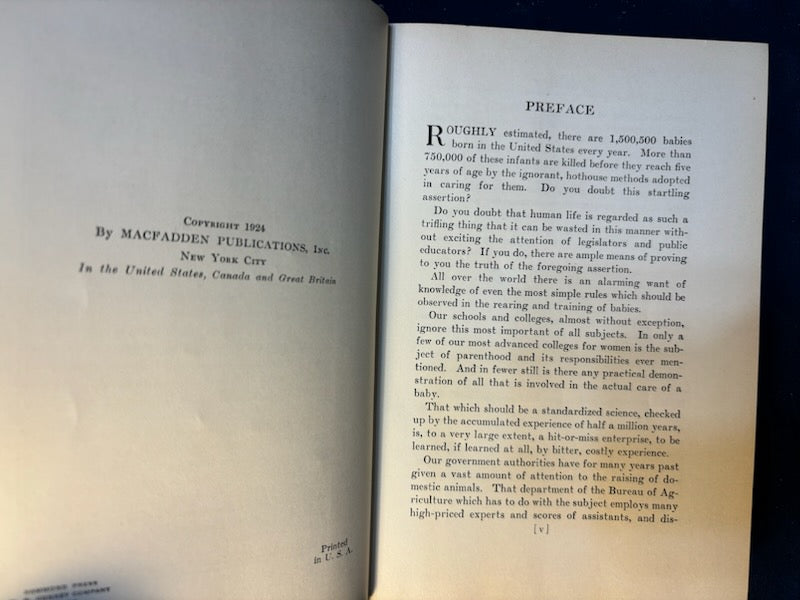 COPYRIGHT 1924
By MACFADDEN PUBLICATIONS, INC.
NEW YORK CITY
In the United States, Canada and Great Britain
Printed
in U. S. A.
PRESS
COMPANY
PREFACE
ROUGHLY estimated, there are 1,500,500 babies
born in the United States every year. More than
750,000 of these infants are killed before they reach five
years of age by the ignorant, hothouse methods adopted
in caring for them. Do you doubt this startling
assertion?
Do you doubt that human life is regarded as such a
trifling thing that it can be wasted in this manner with-
out exciting the attention of legislators and public
educators? If you do, there are ample means of proving
to you the truth of the foregoing assertion.
All over the world there is an alarming want of
knowledge of even the most simple rules which should be
observed in the rearing and training of babies.
Our schools and colleges, almost without exception,
ignore this most important of all subjects. In only a
few of our most advanced colleges for women is the sub-
ject of parenthood and its responsibilities ever men-
tioned. And in fewer still is there any practical demon-
stration of all that is involved in the actual care of a
baby.
That which should be a standardized science, checked
up by the accumulated experience of half a million years,
is, to a very large extent, a hit-or-miss enterprise, to be
learned, if learned at all, by bitter, costly experience.
Our government authorities have for many years past
given a vast amount of attention to the raising of do-
mestic animals. That department of the Bureau of Ag-
riculture which has to do with the subject employs many
high-priced experts and scores of assistants, and dis-
[v]